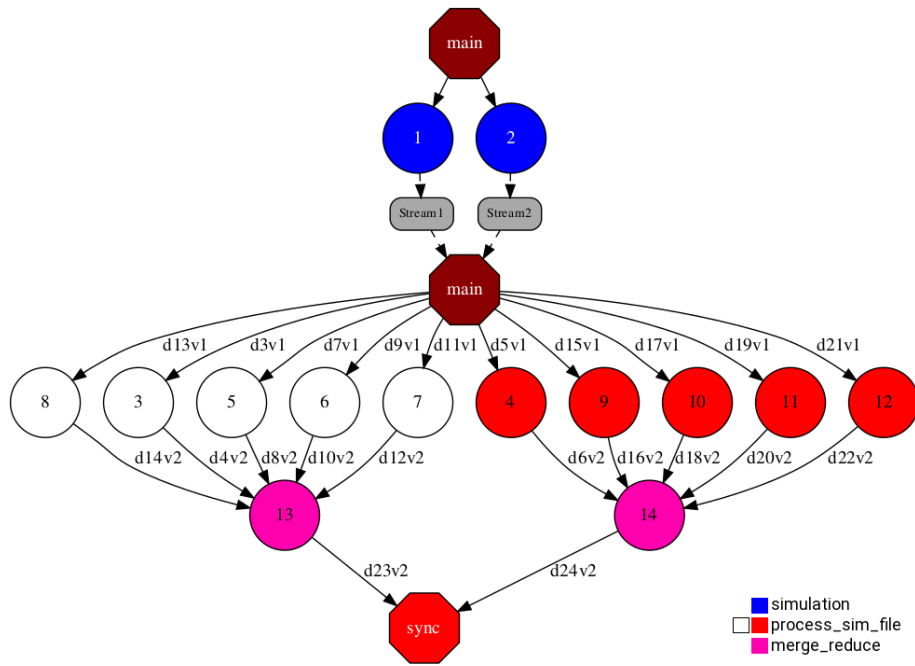 main
1
2
Stream1
Stream2
main
d13v1
d3v1
d7v1
d9v1
d11v1
d5v1
d15v1
d17v1
d19v1
d21v1
8
3
5
6
7
4
9
10
11
12
d14v2
d4v2
d8v2
d10v2
d12v2
d6v2
d16v2
d18v2
d20v2
d22v2
13
14
d23v2
d24v2
sync
simulation
process_sim_file
merge_reduce